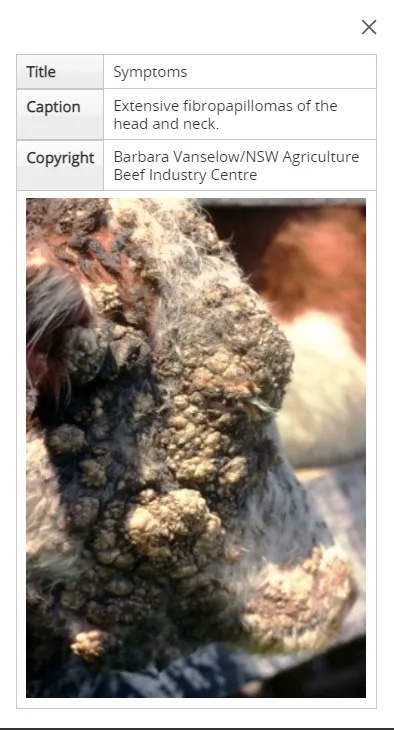 Title Symptoms
Caption Extensive fibropapillomas of the
head and neck.
Copyright Barbara Vanselow/NSW Agriculture
Beef Industry Centre